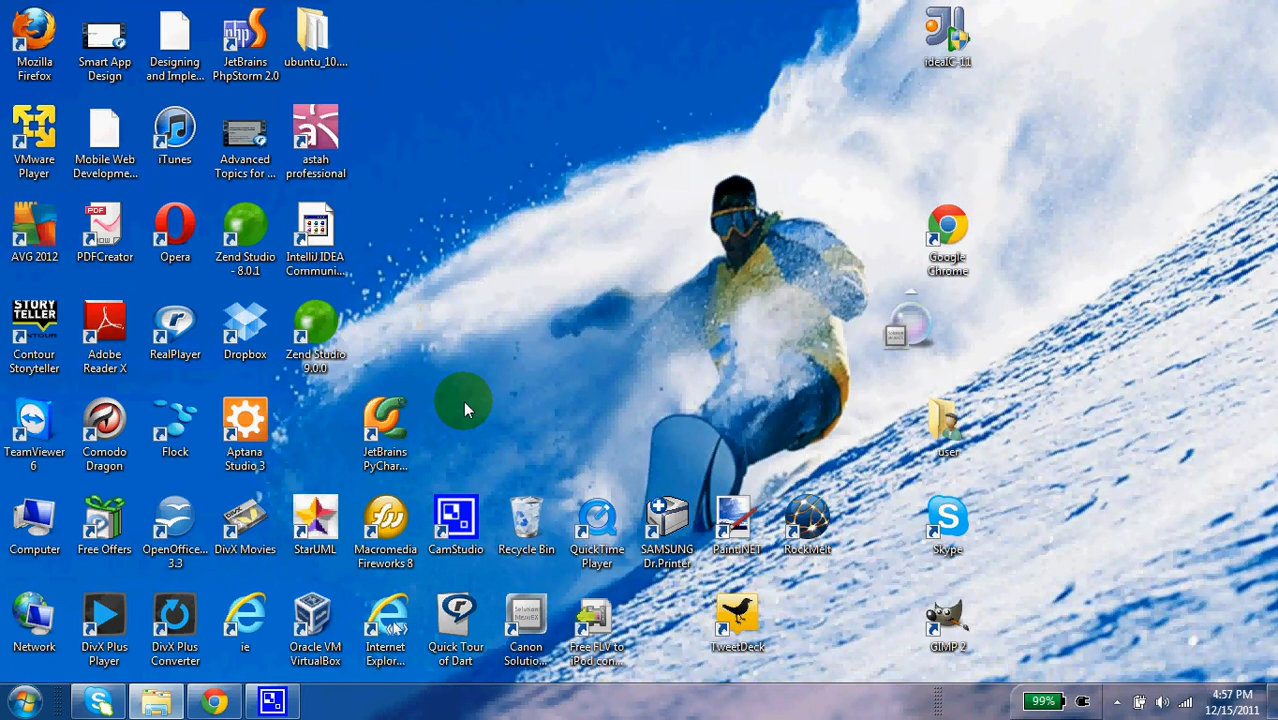 Mozilla
Firefox
Smart App
Design
Designing
and Imple...
JetBrains
PhpStorm 2.0
ubuntu_10....
ideaIC-11
VMware
Player
Mobile Web
Developme...
iTunes
Advanced
Topics for ...
astah
professional
AVG 2012
PDFCreator
Opera
Zend Studio
- 8.0.1
IntelliJ IDEA
Communi...
Google
Chrome
STORY
TELLER
Contour
Storyteller
Adobe
Reader X
RealPlayer
Dropbox
Zend Studio
9.0.0
TeamViewer
6
Comodo
Dragon
Flock
Aptana
Studio 3
JetBrains
PyChar...
user
Computer
Free Offers
OpenOffice...
3.3
DivX Movies
StarUML
Macromedia
Fireworks 8
CamStudio
Recycle Bin
QuickTime
Player
SAMSUNG
Dr.Printer
Paint.NET
RockMelt
Skype
Network
DivX Plus
Player
DivX Plus
Converter
ie
Oracle VM
VirtualBox
Internet
Explor...
Quick Tour
of Dart
Canon
Solutio...
Free FLV to
iPod con...
TweetDeck
GIMP 2
99%
4:57 PM
12/15/2011